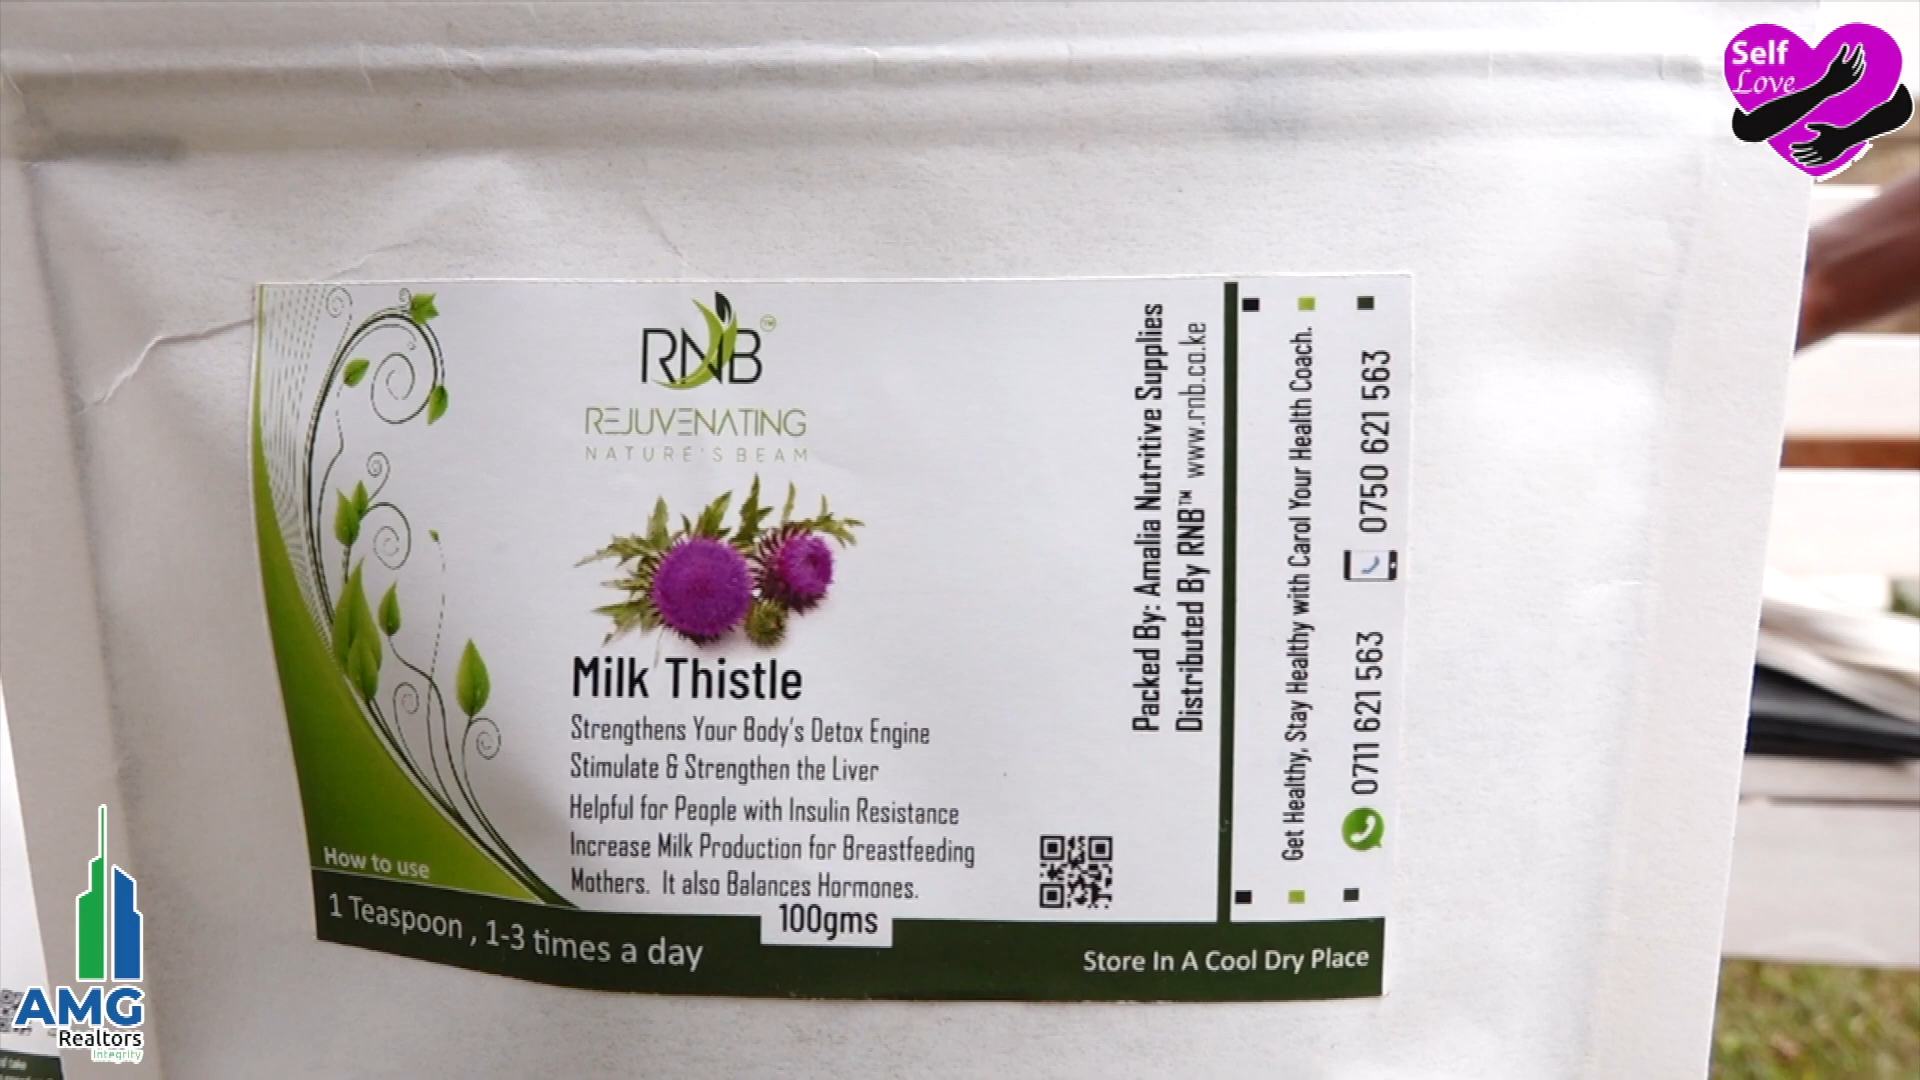 Self
Love
RNB™
REJUVENATING
NATURE'S BEAM
Milk Thistle
Strengthens Your Body's Detox Engine
Stimulate & Strengthen the Liver
Helpful for People with Insulin Resistance
Increase Milk Production for Breastfeeding
Mothers. It also Balances Hormones.
100gms
How to use
1 Teaspoon , 1-3 times a day
Store In A Cool Dry Place
Packed By: Amalia Nutritive Supplies
Distributed By RNB™ www.rnb.co.ke
Get Healthy, Stay Healthy with Carol Your Health Coach.
0711 621 563 0750 621 563
AMG
Realtors
Integrity